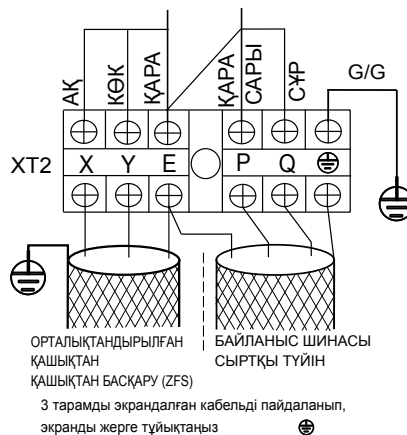 АҚ
КӨК
ҚАРА
ҚАРА
САРЫ
СҰР
G/G
XT2
X Y E P Q
ОРТАЛЫҚТАНДЫРЫЛҒАН
ҚАШЫҚТАН
ҚАШЫҚТАН БАСҚАРУ (ZFS)
БАЙЛАНЫС ШИНАСЫ
СЫРТҚЫ ТҮЙІН
3 тарамды экрандалған кабельді пайдаланып,
экранды жерге тұйықтаңыз